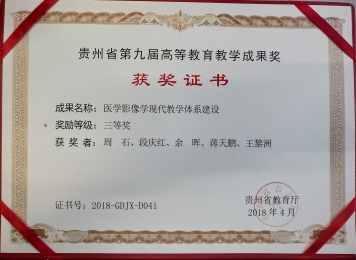 贵州省第九届高等教育教学成果奖
获奖证书
成果名称：医学影像学现代教学体系建设
奖励等级：三等奖
获奖者：周石、段庆红、余晖、蒋天鹏、王黎洲
贵州省教育厅
证书号：2018-GDJX-D041
2018年4月